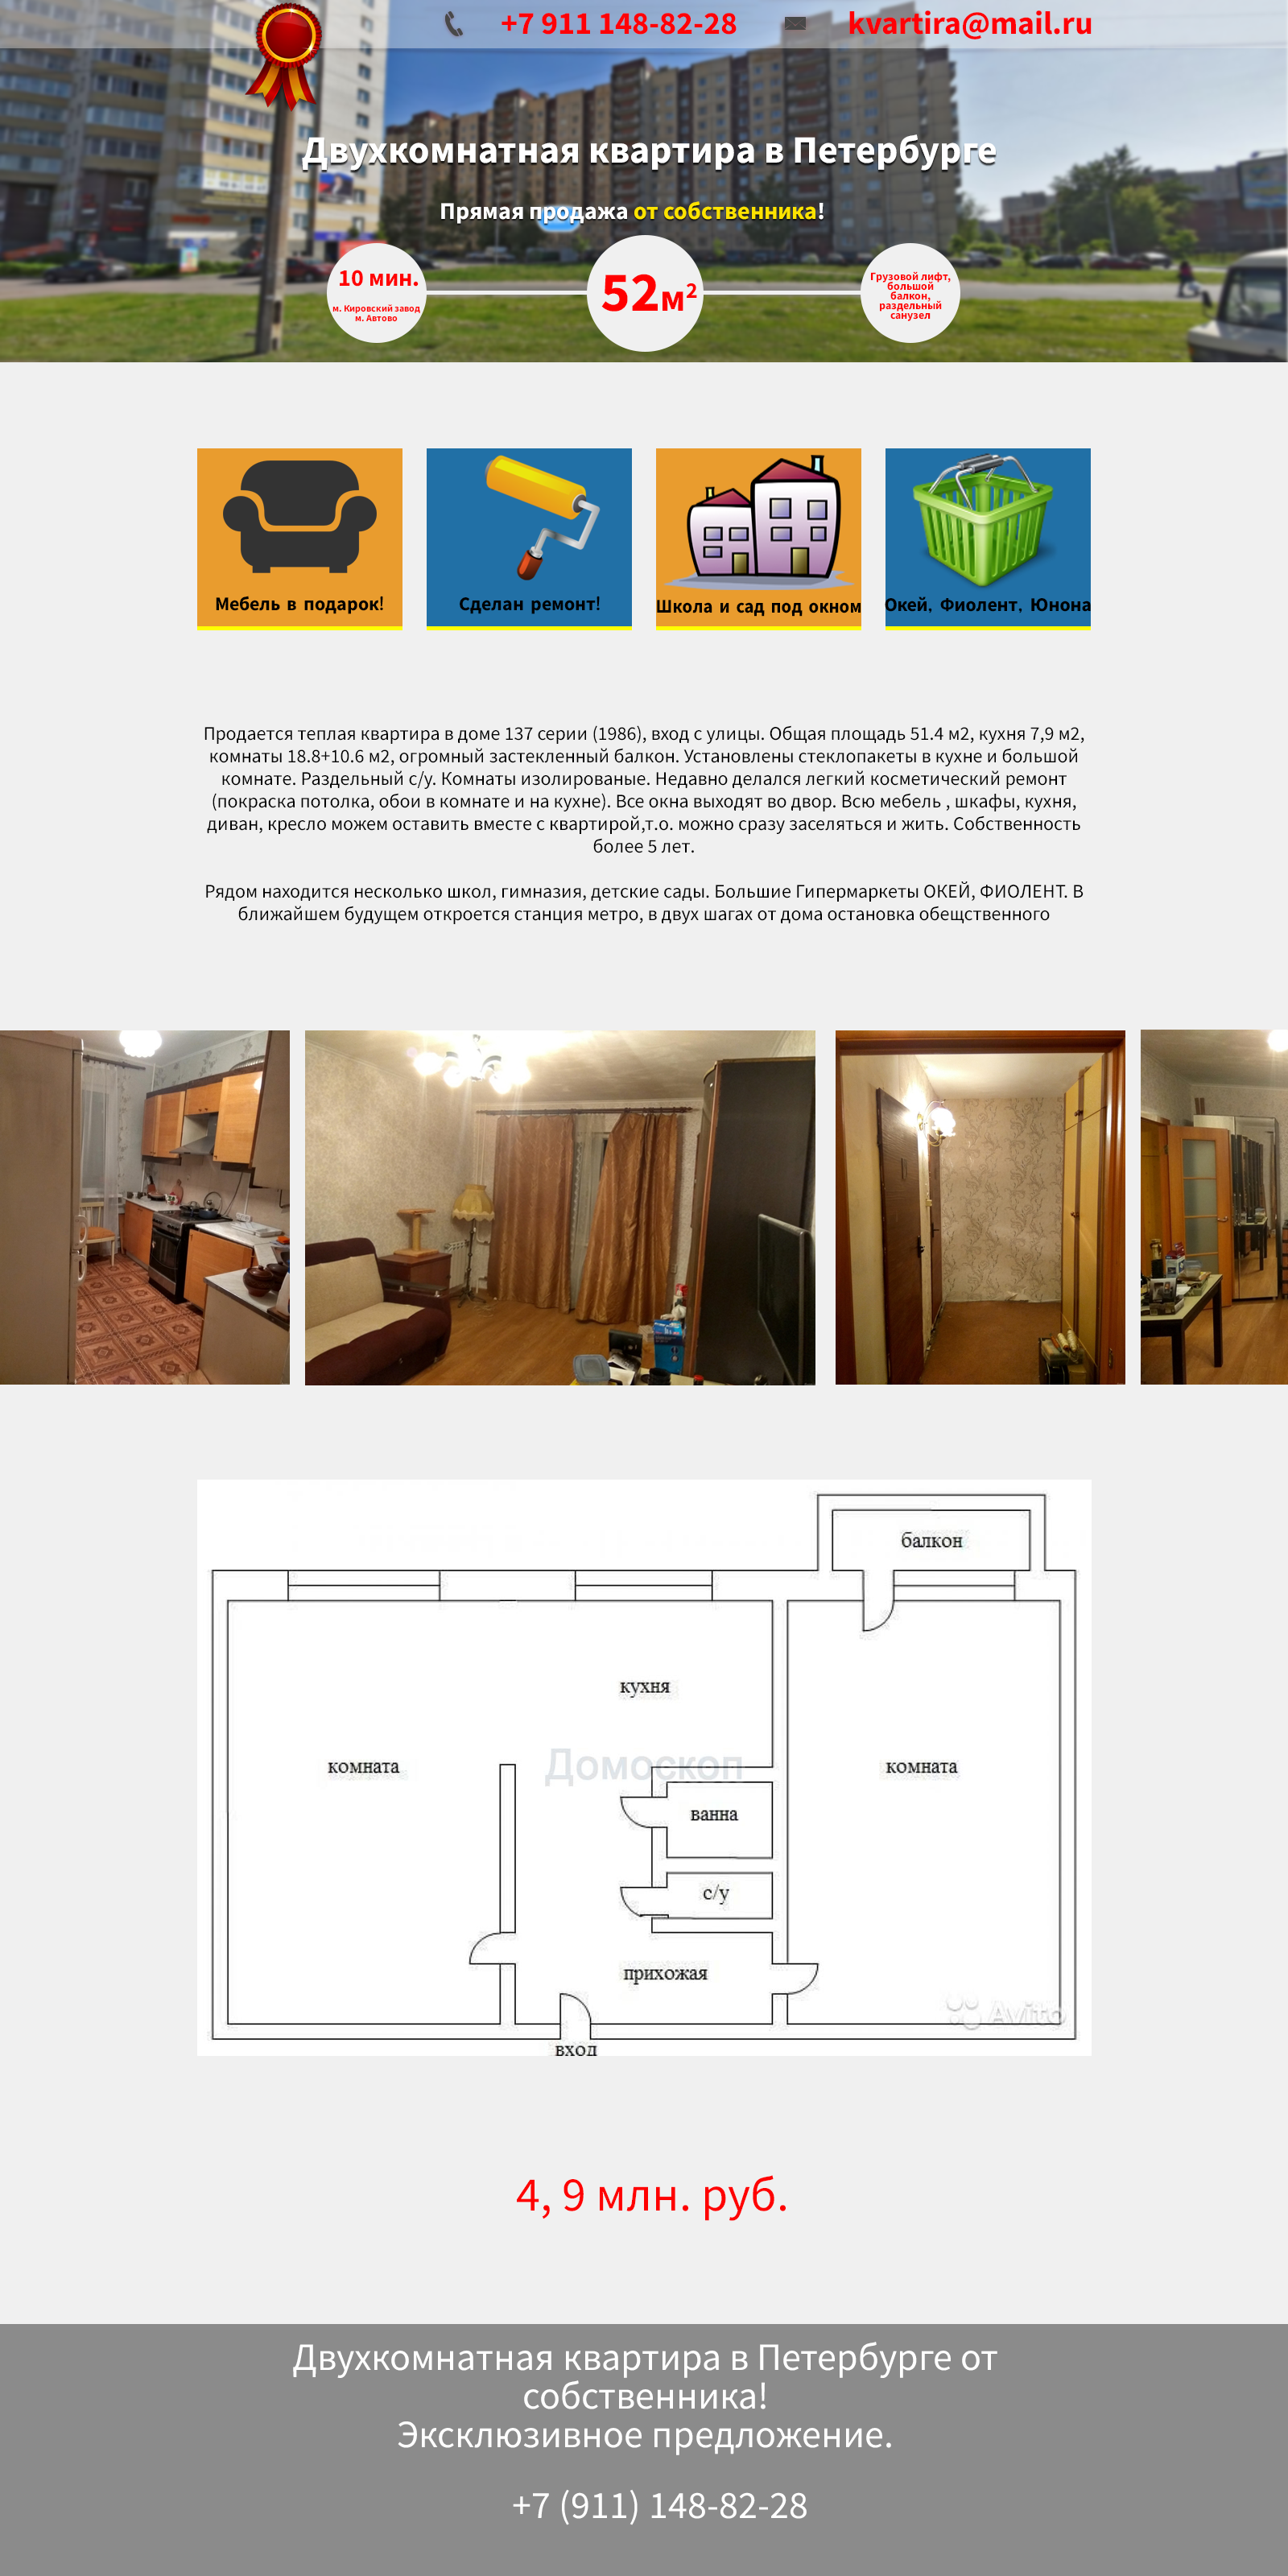 +7 911 148-82-28
kvartira@mail.ru
Двухкомнатная квартира в Петербурге
Прямая продажа от собственника!
10 мин.
м. Кировский завод
м. Автово
52м²
Грузовой лифт,
большой
балкон,
раздельный
санузел
Мебель в подарок!
Сделан ремонт!
Школа и сад под окном
Окей, Фиолент, Юнона
Продается теплая квартира в доме 137 серии (1986), вход с улицы. Общая площадь 51.4 м2, кухня 7,9 м2,
комнаты 18.8+10.6 м2, огромный застекленный балкон. Установлены стеклопакеты в кухне и большой
комнате. Раздельный с/у. Комнаты изолированые. Недавно делался легкий косметический ремонт
(покраска потолка, обои в комнате и на кухне). Все окна выходят во двор. Всю мебель , шкафы, кухня,
диван, кресло можем оставить вместе с квартирой,т.о. можно сразу заселяться и жить. Собственность
более 5 лет.
Рядом находится несколько школ, гимназия, детские сады. Большие Гипермаркеты ОКЕЙ, ФИОЛЕНТ. В
ближайшем будущем откроется станция метро, в двух шагах от дома остановка обещственного
балкон
кухня
Домоскоп
комната
комната
ванна
с/у
прихожая
Avito
вход
4, 9 млн. руб.
Двухкомнатная квартира в Петербурге от
собственника!
Эксклюзивное предложение.
+7 (911) 148-82-28